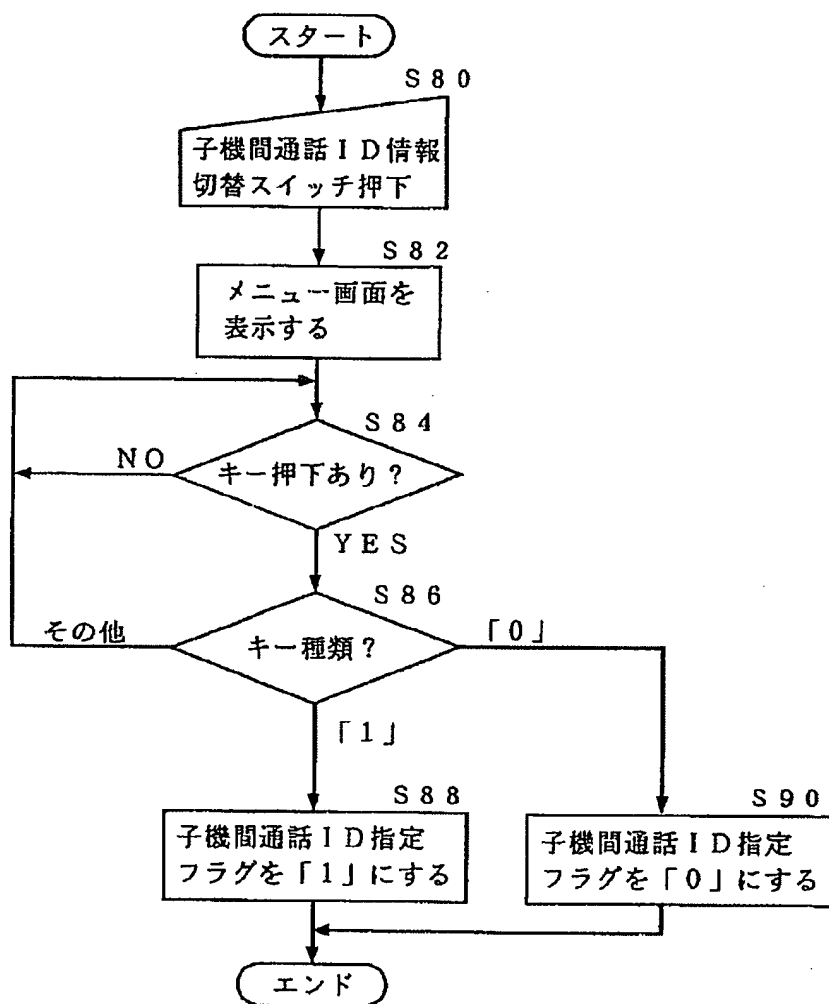 スタート
S80
子機間通話ID情報
切替スイッチ押下
S82
メニュー画面を
表示する
S84
NO
キー押下あり？
YES
S86
その他
キー種類？
「0」
「1」
S88
子機間通話ID指定
フラグを「1」にする
S90
子機間通話ID指定
フラグを「0」にする
エンド